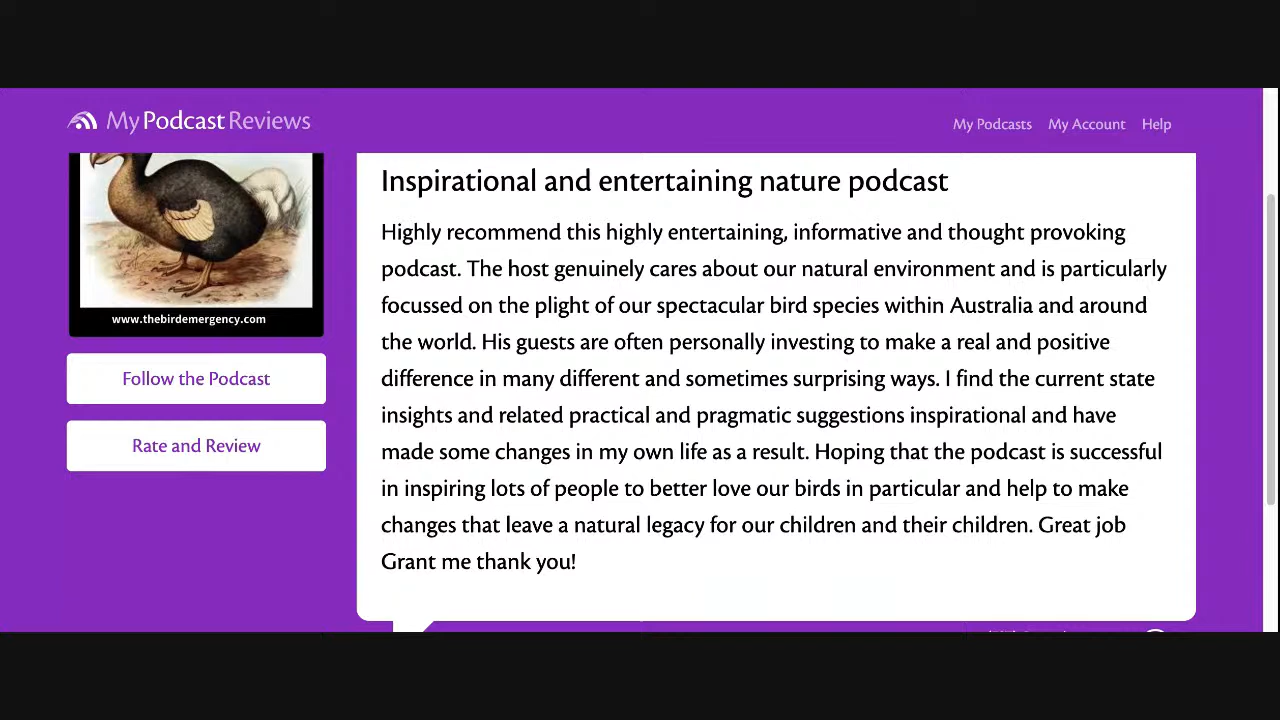 My Podcast Reviews
My Podcasts My Account Help
www.thebirdemergency.com
Follow the Podcast
Rate and Review
Inspirational and entertaining nature podcast
Highly recommend this highly entertaining, informative and thought provoking
podcast. The host genuinely cares about our natural environment and is particularly
focussed on the plight of our spectacular bird species within Australia and around
the world. His guests are often personally investing to make a real and positive
difference in many different and sometimes surprising ways. I find the current state
insights and related practical and pragmatic suggestions inspirational and have
made some changes in my own life as a result. Hoping that the podcast is successful
in inspiring lots of people to better love our birds in particular and help to make
changes that leave a natural legacy for our children and their children. Great job
Grant me thank you!